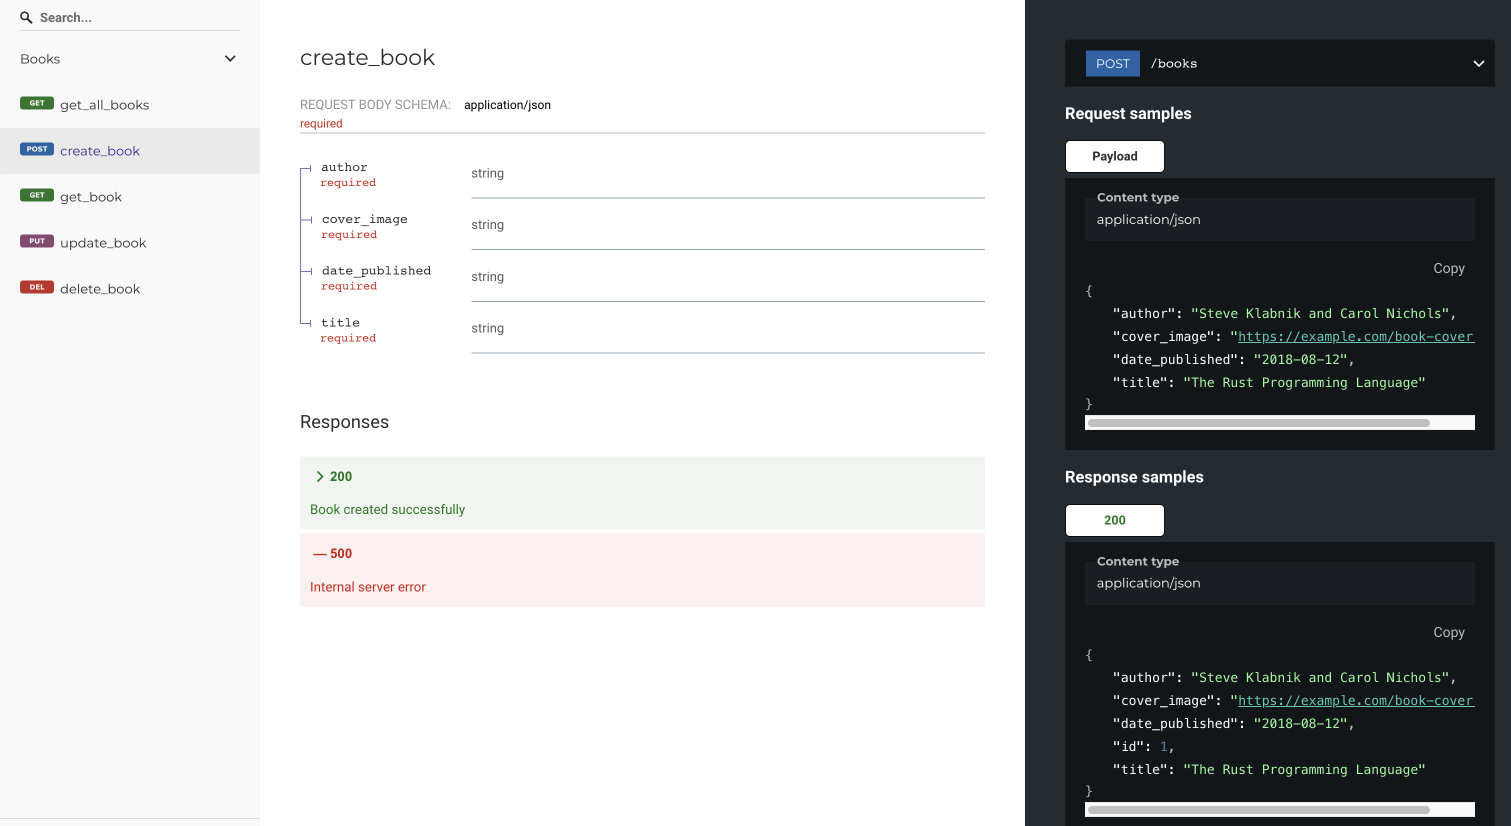 Search...
Books
GET get_all_books
POST create_book
GET get_book
PUT update_book
DEL delete_book
create_book
REQUEST BODY SCHEMA: application/json
required
author
required
string
cover_image
required
string
date_published
required
string
title
required
string
Responses
200
Book created successfully
500
Internal server error
POST /books
Request samples
Payload
Content type
application/json
Copy
{
"author": "Steve Klabnik and Carol Nichols",
"cover_image": "https://example.com/book-cover
"date_published": "2018-08-12",
"title": "The Rust Programming Language"
}
Response samples
200
Content type
application/json
Copy
{
"author": "Steve Klabnik and Carol Nichols",
"cover_image": "https://example.com/book-cover
"date_published": "2018-08-12",
"id": 1,
"title": "The Rust Programming Language"
}